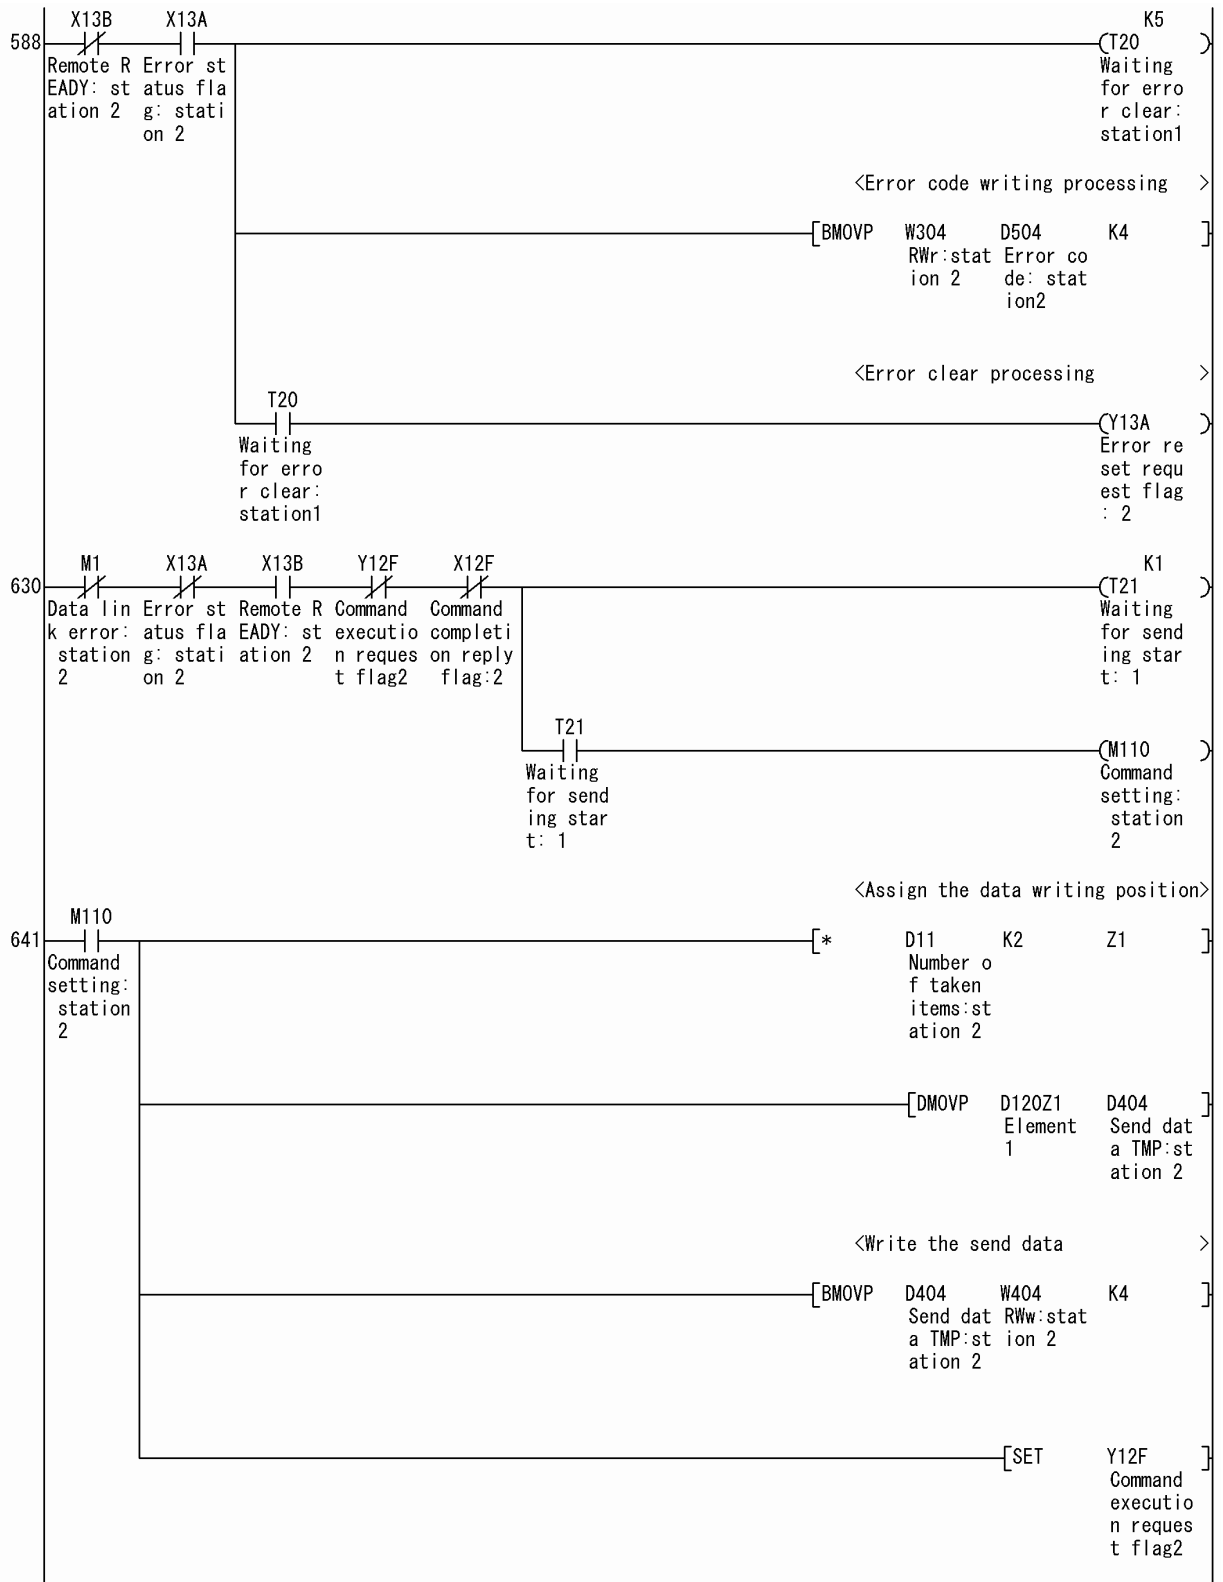 X13B X13A K5
588 (T20 )
Remote R Error st Waiting
EADY: st atus fla for erro
ation 2 g: stati r clear:
on 2 station1
<Error code writing processing >
[BMOVP W304 D504 K4 ]
RWr:stat Error co
ion 2 de: stat
ion2
<Error clear processing >
T20
(Y13A )
Waiting Error re
for erro set requ
r clear: est flag
station1 : 2
M1 X13A X13B Y12F X12F K1
630 (T21 )
Data lin Error st Remote R Command Command Waiting
k error: atus fla EADY: st executio completi for send
station g: stati ation 2 n reques on reply ing star
2 on 2 t flag2 flag:2 t: 1
T21
(M110 )
Waiting Command
for send setting:
ing star station
t: 1 2
<Assign the data writing position>
M110
641 [* D11 K2 Z1 ]
Command Number o
setting: f taken
station items:st
2 ation 2
[DMOVP D120Z1 D404 ]
Element Send dat
1 a TMP:st
ation 2
<Write the send data >
[BMOVP D404 W404 K4 ]
Send dat RWw:stat
a TMP:st ion 2
ation 2
[SET Y12F ]
Command
executio
n reques
t flag2